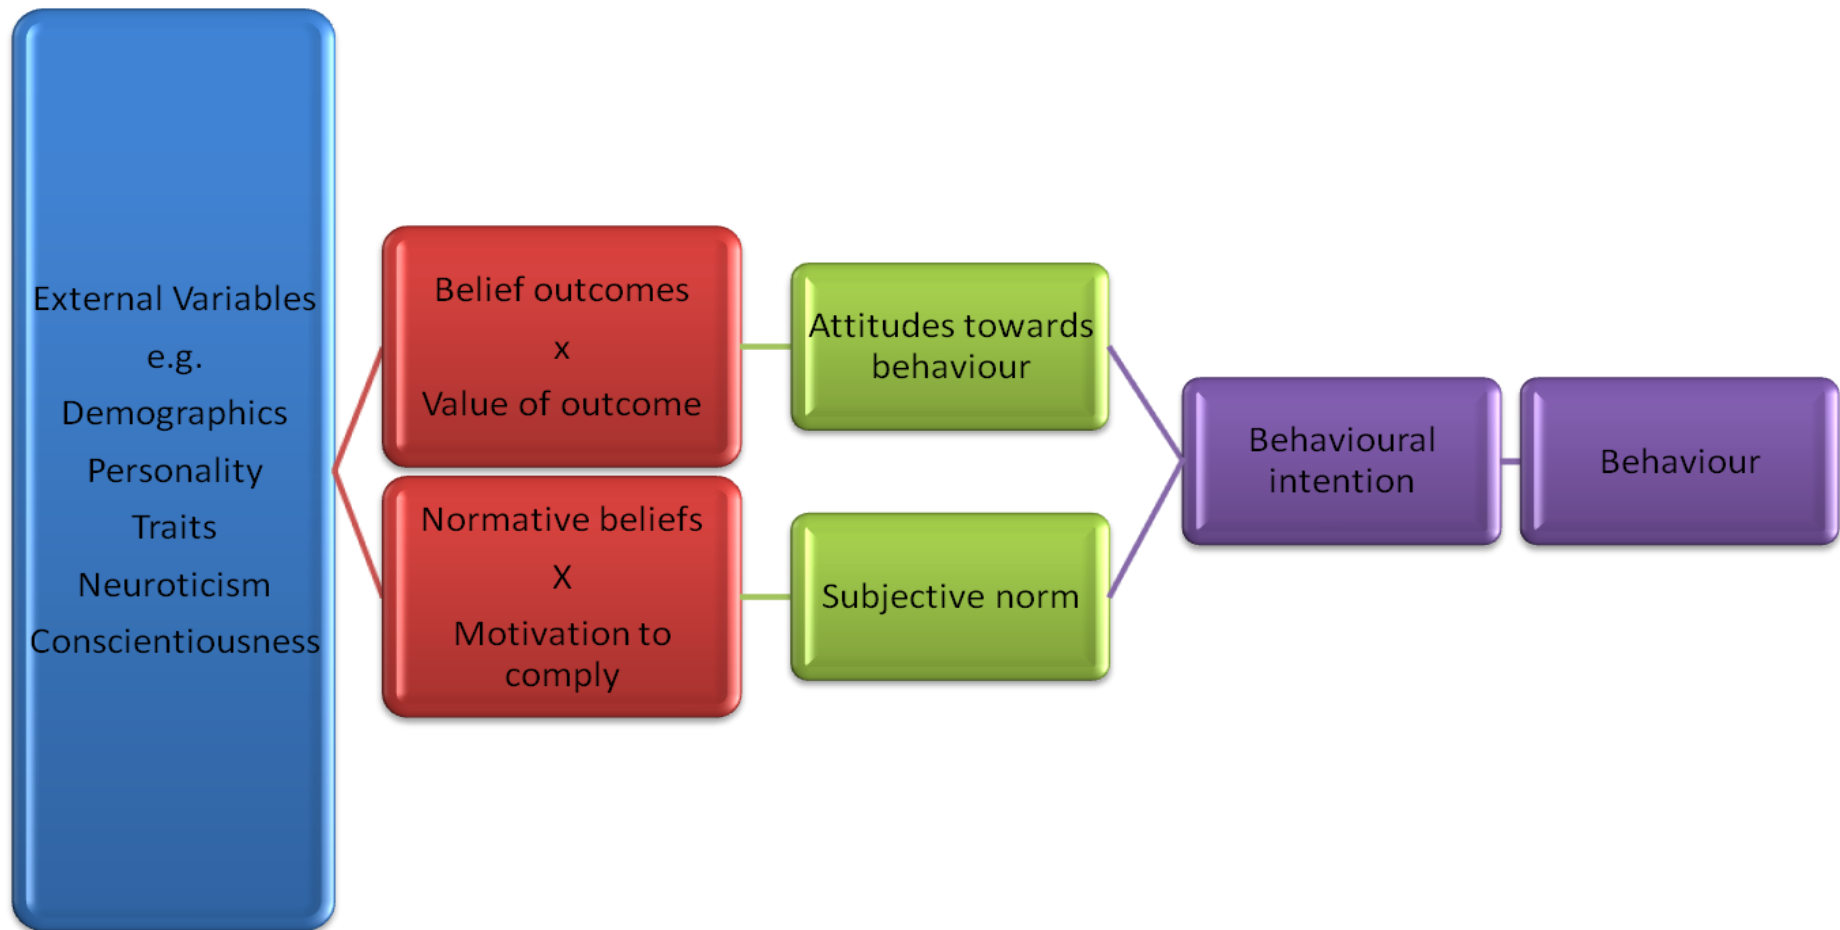 External Variables
e.g.
Demographics
Personality
Traits
Neuroticism
Conscientiousness
Belief outcomes
x
Value of outcome
Normative beliefs
X
Motivation to
comply
Attitudes towards
behaviour
Subjective norm
Behavioural
intention
Behaviour